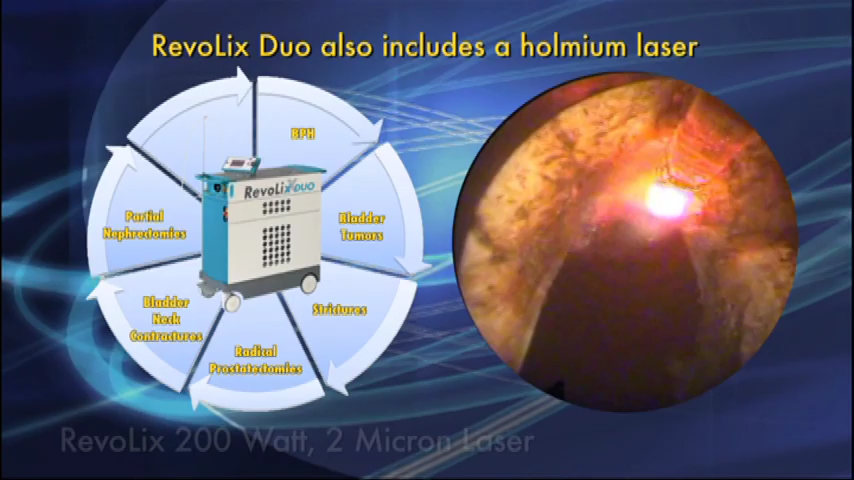 RevoLix Duo also includes a holmium laser
BPH
RevoLix DUO
Partial
Nephrectomies
Bladder
Tumors
Bladder
Neck
Contractures
Strictures
Radical
Prostatectomies
RevoLix 200 Watt, 2 Micron Laser